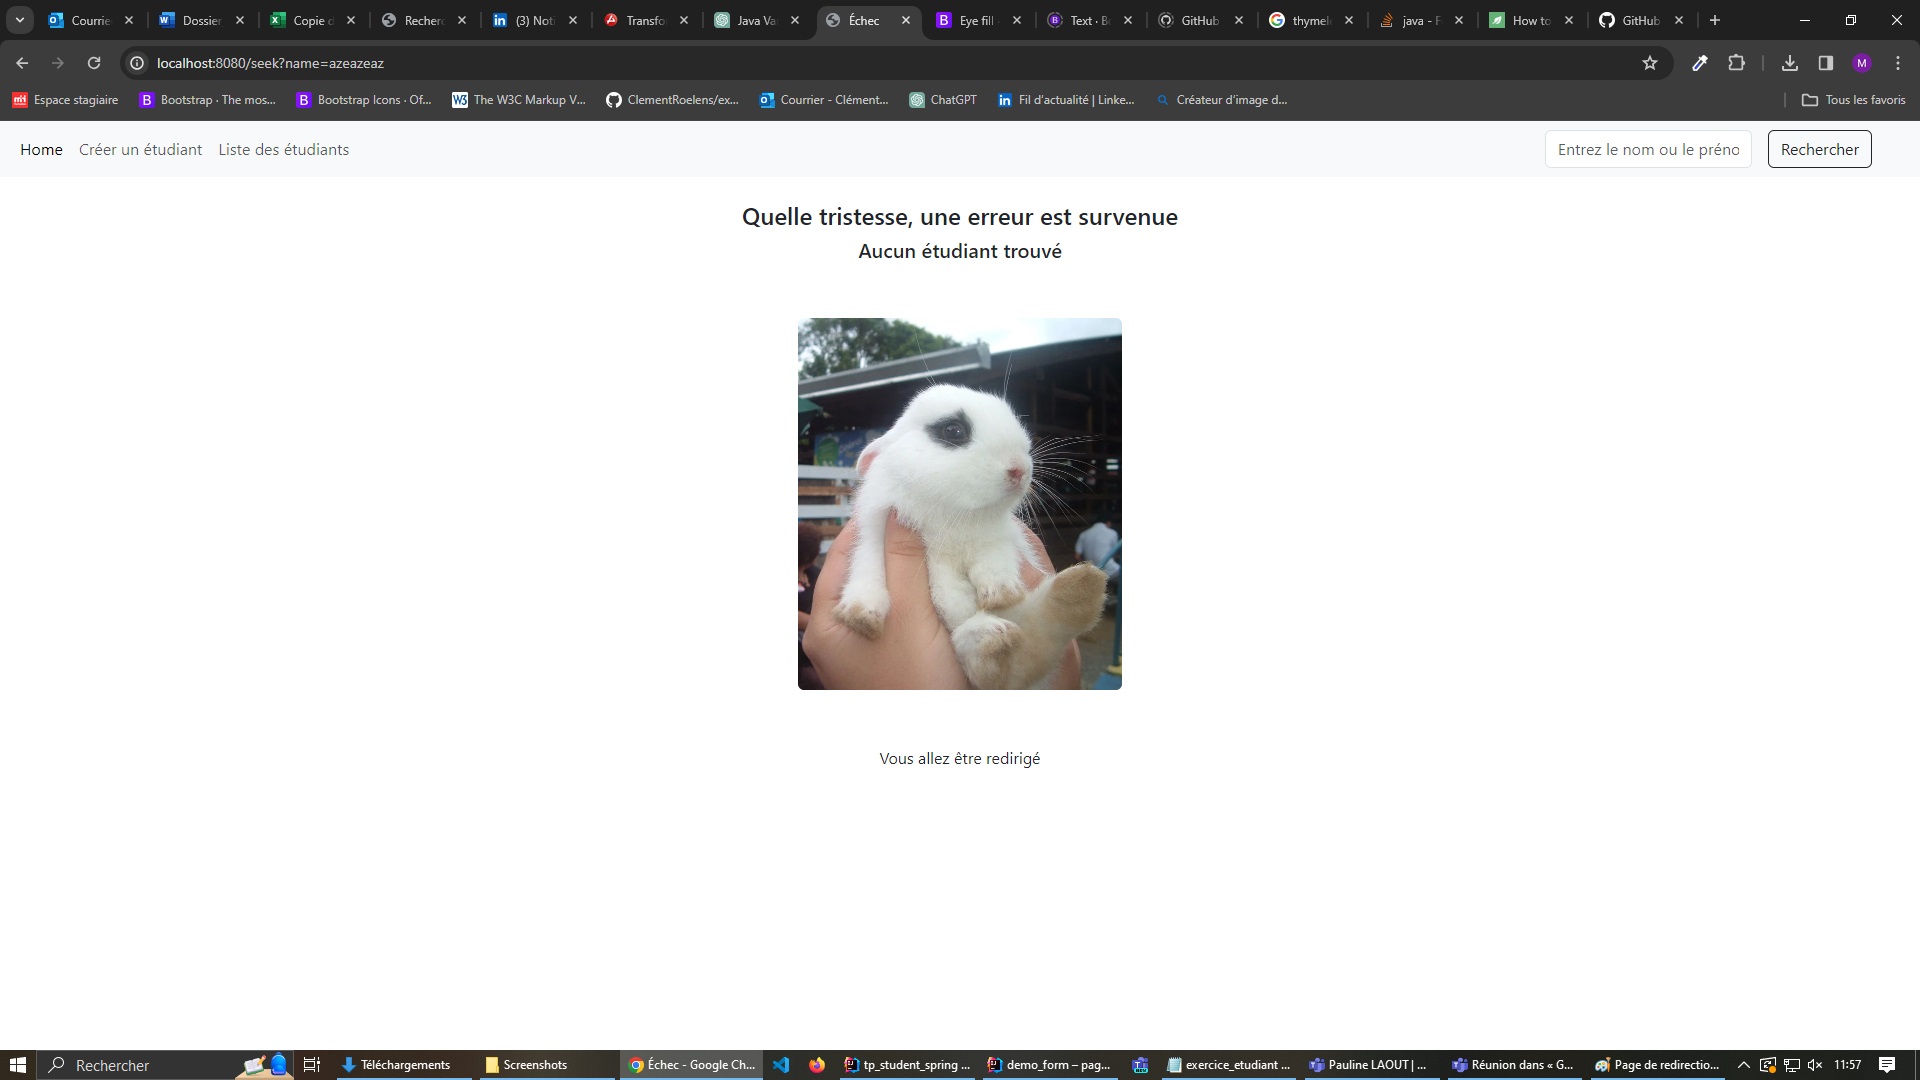 Courrie
Dossier
Copie d
Recherc
(3) Noti
Transfo
Java Va
Échec
Eye fill
Text · Bo
GitHub
thymele
java - F
How to
GitHub
localhost:8080/seek?name=azeazeaz
M
Espace stagiaire
Bootstrap · The mos...
Bootstrap Icons · Of...
The W3C Markup V...
ClementRoelens/ex...
Courrier – Clément...
ChatGPT
Fil d'actualité | Linke...
Créateur d'image d...
Tous les favoris
Home
Créer un étudiant
Liste des étudiants
Entrez le nom ou le préno
Rechercher
Quelle tristesse, une erreur est survenue
Aucun étudiant trouvé
Vous allez être redirigé
Rechercher
Téléchargements
Screenshots
Échec - Google Ch...
tp_student_spring ...
demo_form – pag...
exercice_etudiant ...
Pauline LAOUT | ...
Réunion dans « G...
Page de redirectio...
11:57